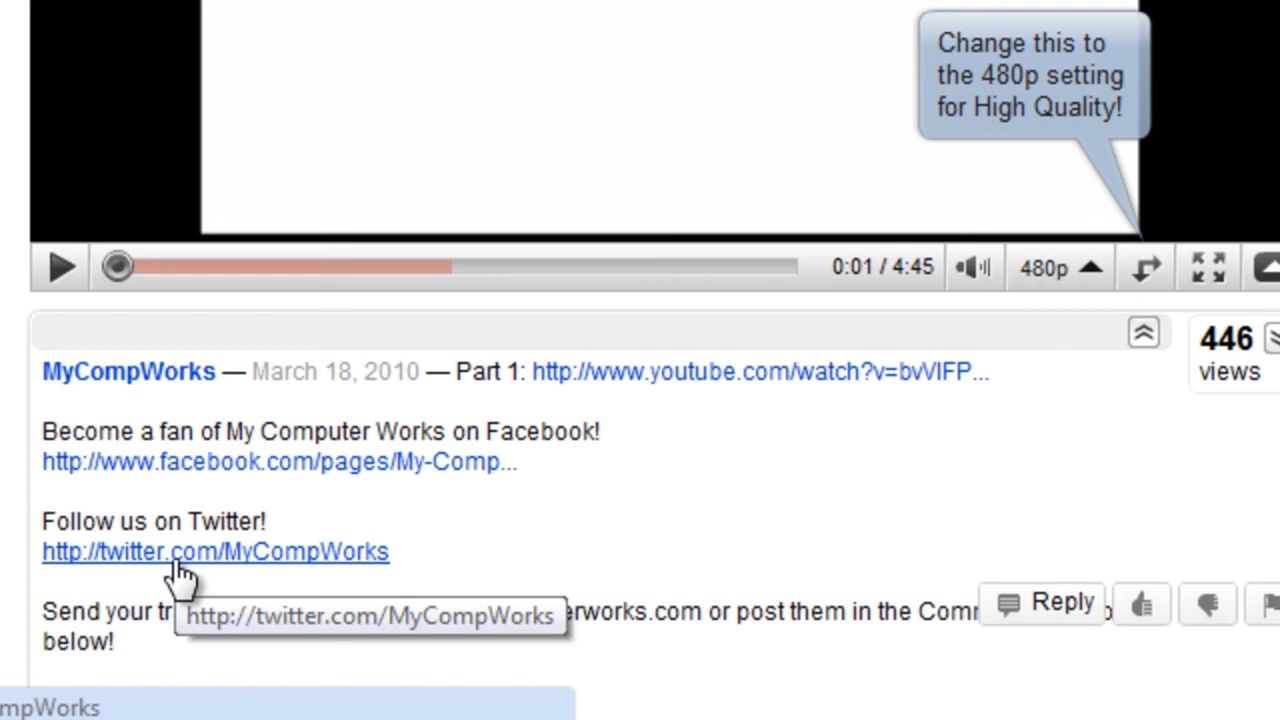 Change this to
the 480p setting
for High Quality!
0:01 / 4:45
480p
446
views
MyCompWorks — March 18, 2010 — Part 1: http://www.youtube.com/watch?v=bvVIFP...
Become a fan of My Computer Works on Facebook!
http://www.facebook.com/pages/My-Comp...
Follow us on Twitter!
http://twitter.com/MyCompWorks
Send your tr
http://twitter.com/MyCompWorks
erworks.com or post them in the Comm
Reply
below!
mpWorks